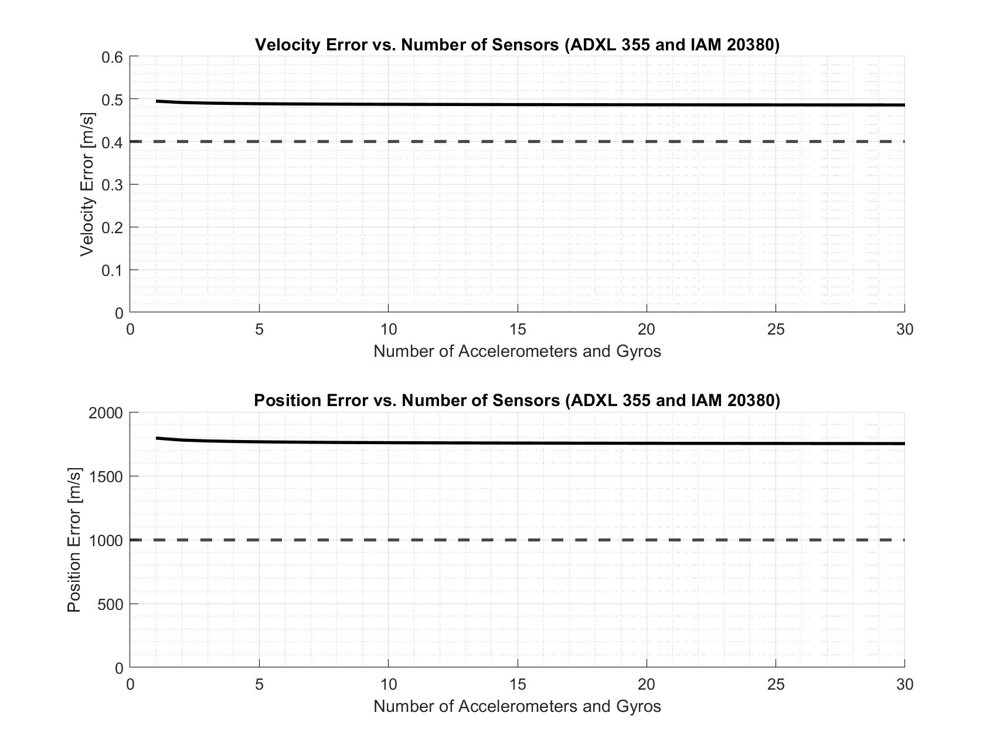 Velocity Error vs. Number of Sensors (ADXL 355 and IAM 20380)
0.6
0.5
0.4
0.3
0.2
0.1
0
Velocity Error [m/s]
0 5 10 15 20 25 30
Number of Accelerometers and Gyros
Position Error vs. Number of Sensors (ADXL 355 and IAM 20380)
2000
1500
1000
500
0
Position Error [m/s]
0 5 10 15 20 25 30
Number of Accelerometers and Gyros